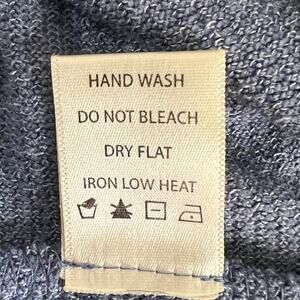 HAND WASH
DO NOT BLEACH
DRY FLAT
IRON LOW HEAT